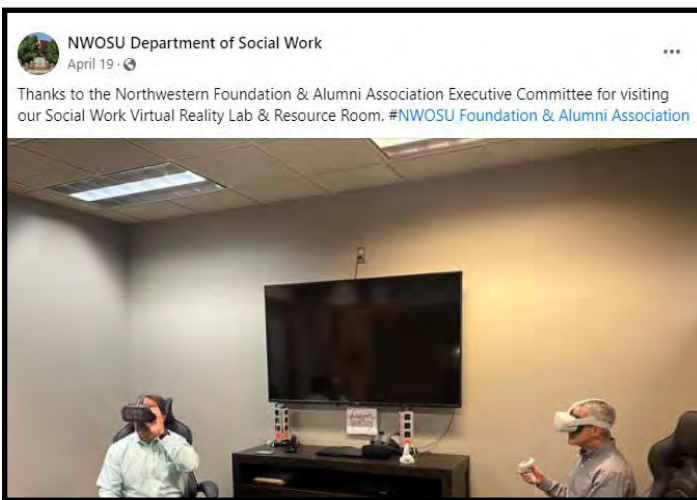 NWOSU Department of Social Work
April 19 ·
Thanks to the Northwestern Foundation & Alumni Association Executive Committee for visiting
our Social Work Virtual Reality Lab & Resource Room. #NWOSU Foundation & Alumni Association